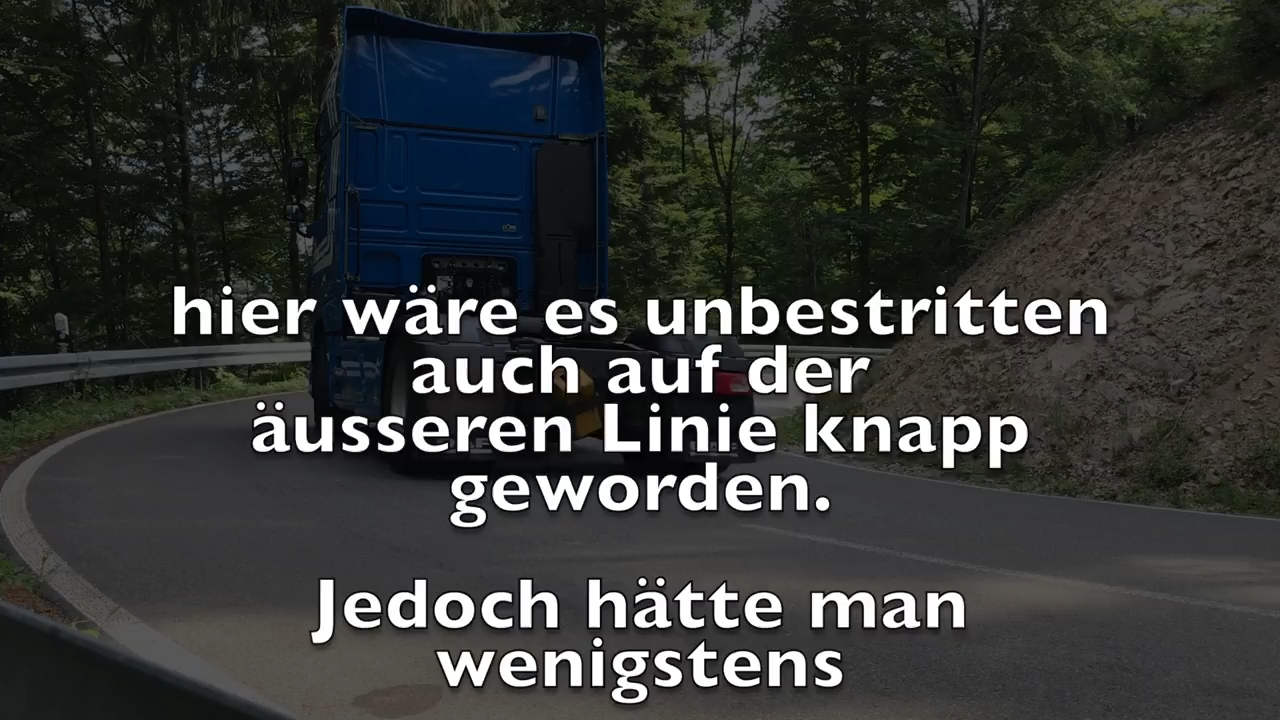 hier wäre es unbestritten
auch auf der
äusseren Linie knapp
geworden.
Jedoch hätte man
wenigstens